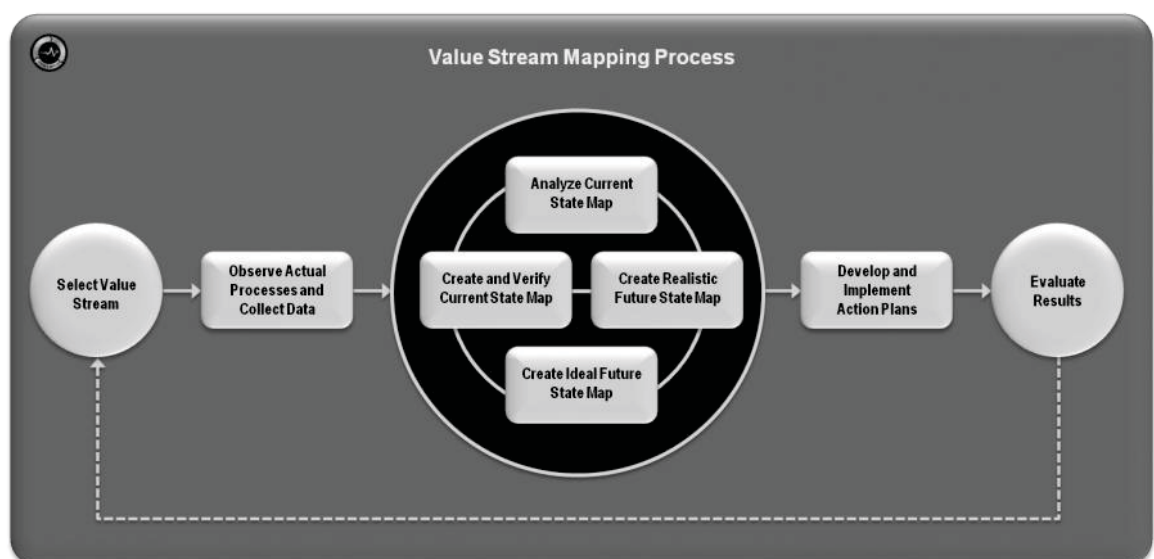 Value Stream Mapping Process
Analyze Current
State Map
Select Value
Stream
Observe Actual
Processes and
Collect Data
Create and Verify
Current State Map
Create Realistic
Future State Map
Develop and
Implement
Action Plans
Evaluate
Results
Create Ideal Future
State Map